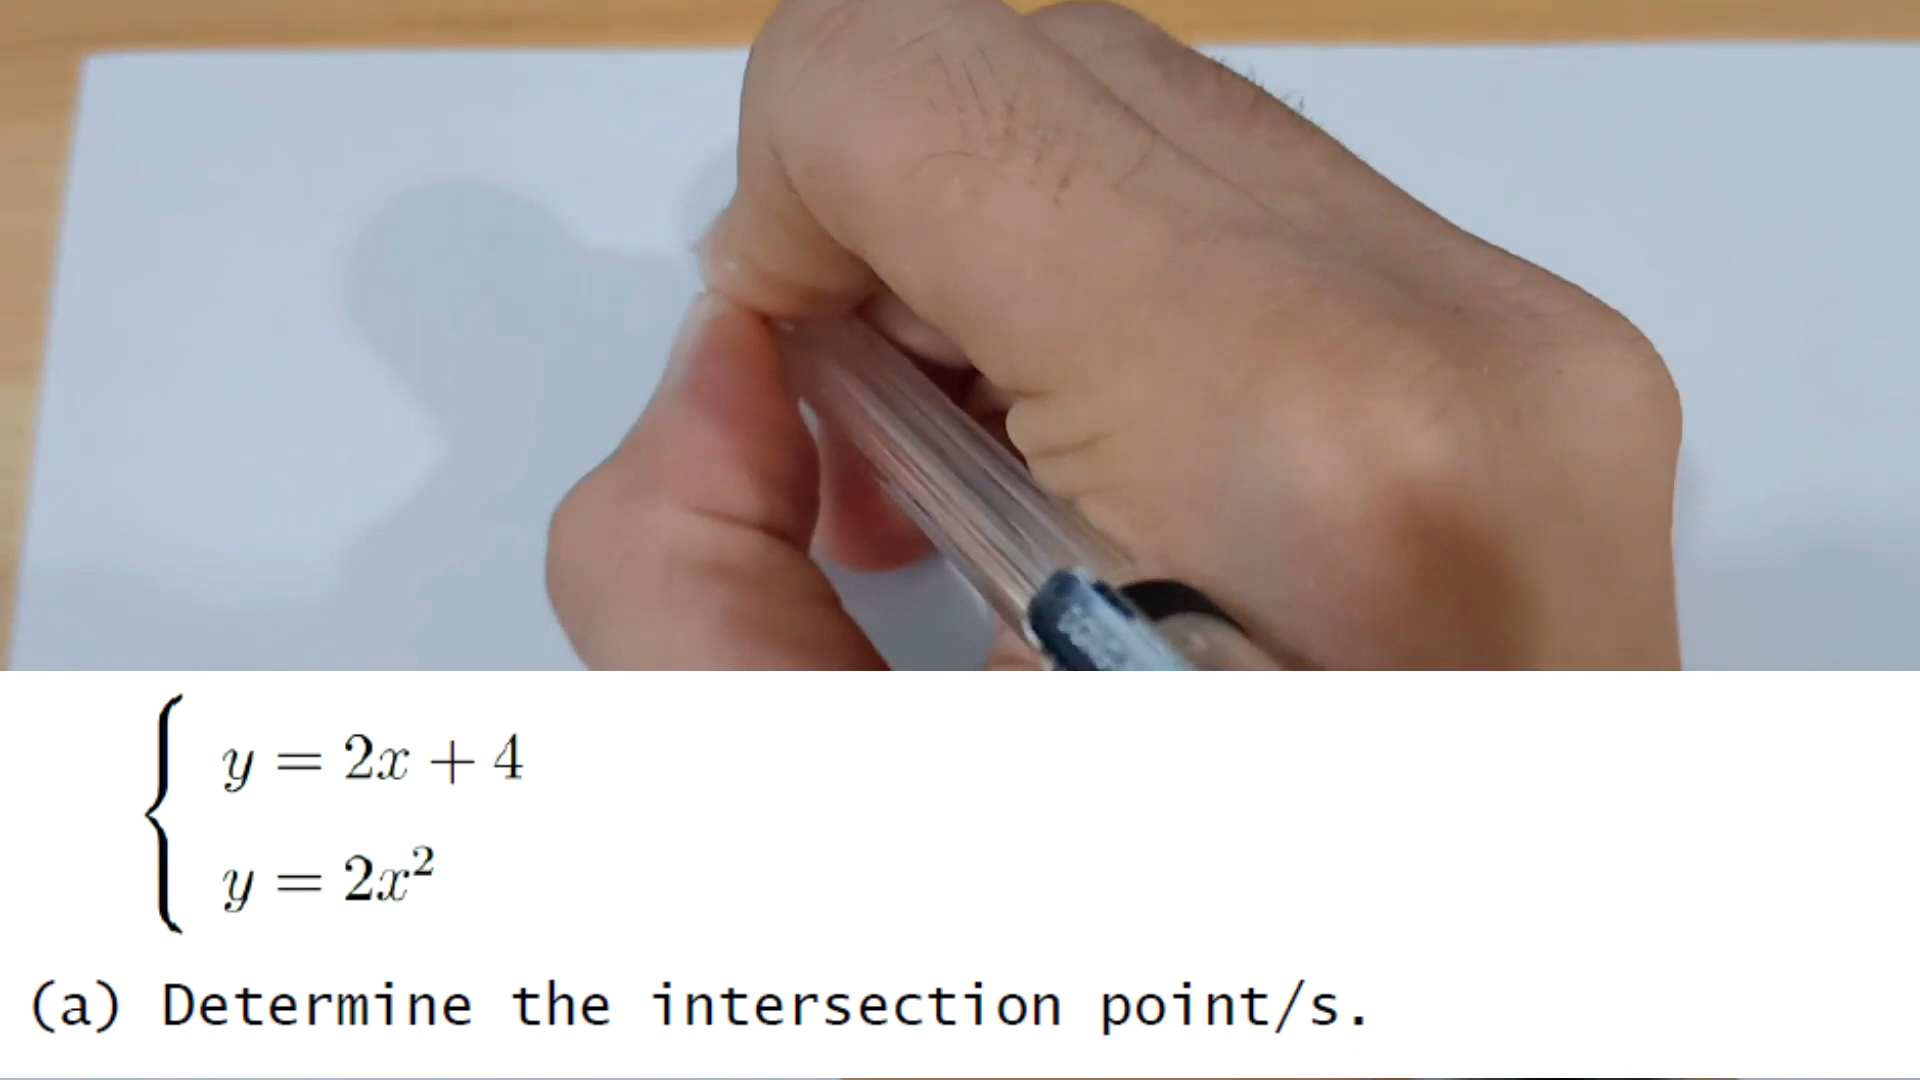 y = 2x + 4
y = 2x²
(a) Determine the intersection point/s.